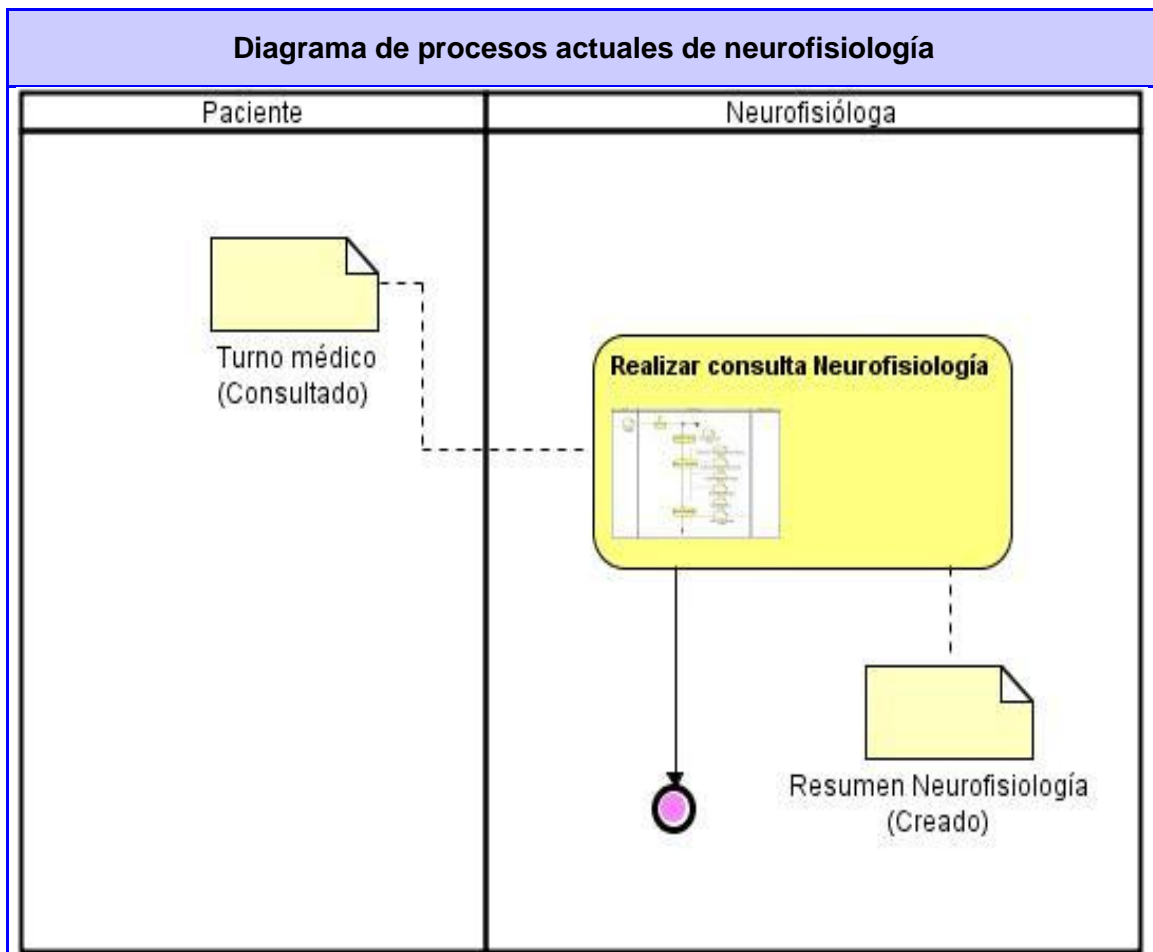 Diagrama de procesos actuales de neurofisiología
Paciente
Neurofisióloga
Turno médico
(Consultado)
Realizar consulta Neurofisiología
Resumen Neurofisiología
(Creado)